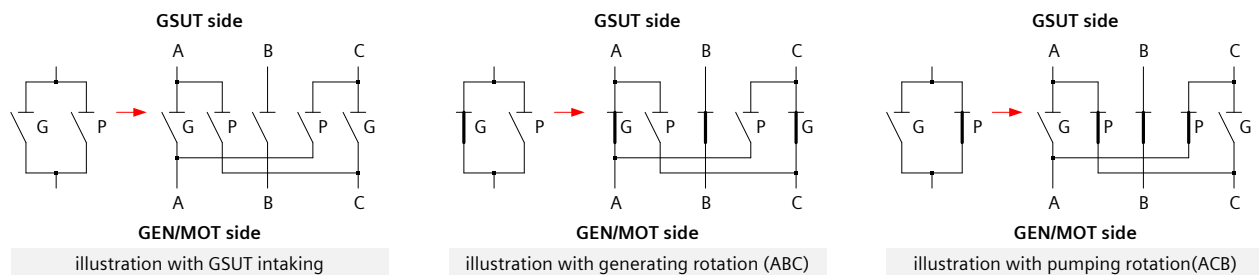 GSUT side
A B C
G P G P P G
A B C
GEN/MOT side
illustration with GSUT intaking
GSUT side
A B C
G P G P P G
A B C
GEN/MOT side
illustration with generating rotation (ABC)
GSUT side
A B C
G P G P P G
A B C
GEN/MOT side
illustration with pumping rotation(ACB)